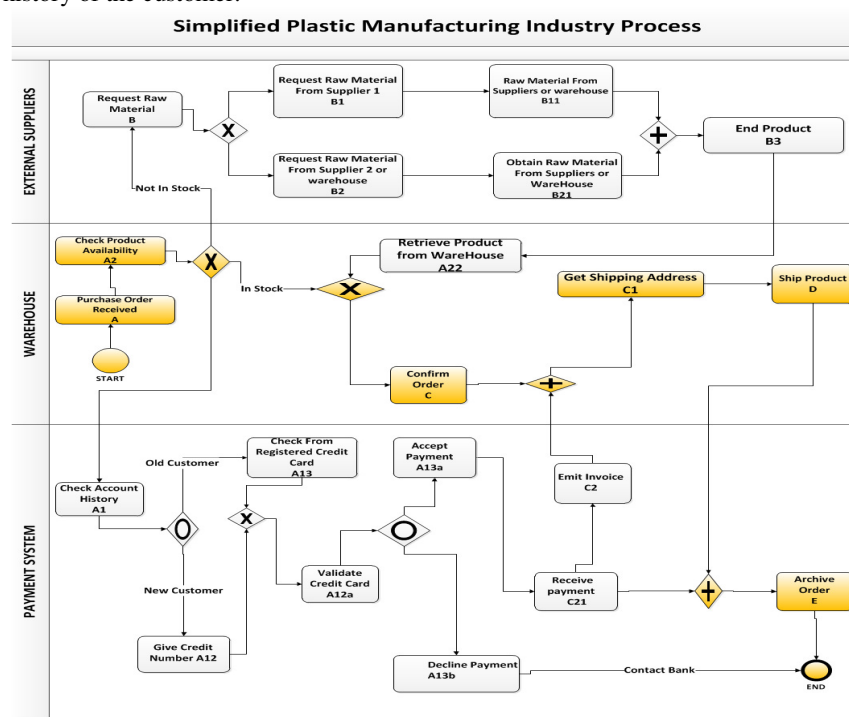 history of the customer.
Simplified Plastic Manufacturing Industry Process
EXTERNAL SUPPLIERS
Request Raw
Material
B
X
Request Raw Material
From Supplier 1
B1
Raw Material From
Suppliers or warehouse
B11
Request Raw Material
From Supplier 2 or
warehouse
B2
Obtain Raw Material
From Suppliers or
WareHouse
B21
+
End Product
B3
Not In Stock
WAREHOUSE
Check Product
Availability
A2
Purchase Order
Received
A
START
X
In Stock
Retrieve Product
from WareHouse
A22
X
Confirm
Order
C
+
Get Shipping Address
C1
Ship Product
D
PAYMENT SYSTEM
Check Account
History
A1
Old Customer
O
New Customer
Check From
Registered Credit
Card
A13
X
Give Credit
Number A12
Validate
Credit Card
A12a
O
Accept
Payment
A13a
Decline Payment
A13b
Emit Invoice
C2
Receive
payment
C21
+
Archive
Order
E
Contact Bank
END